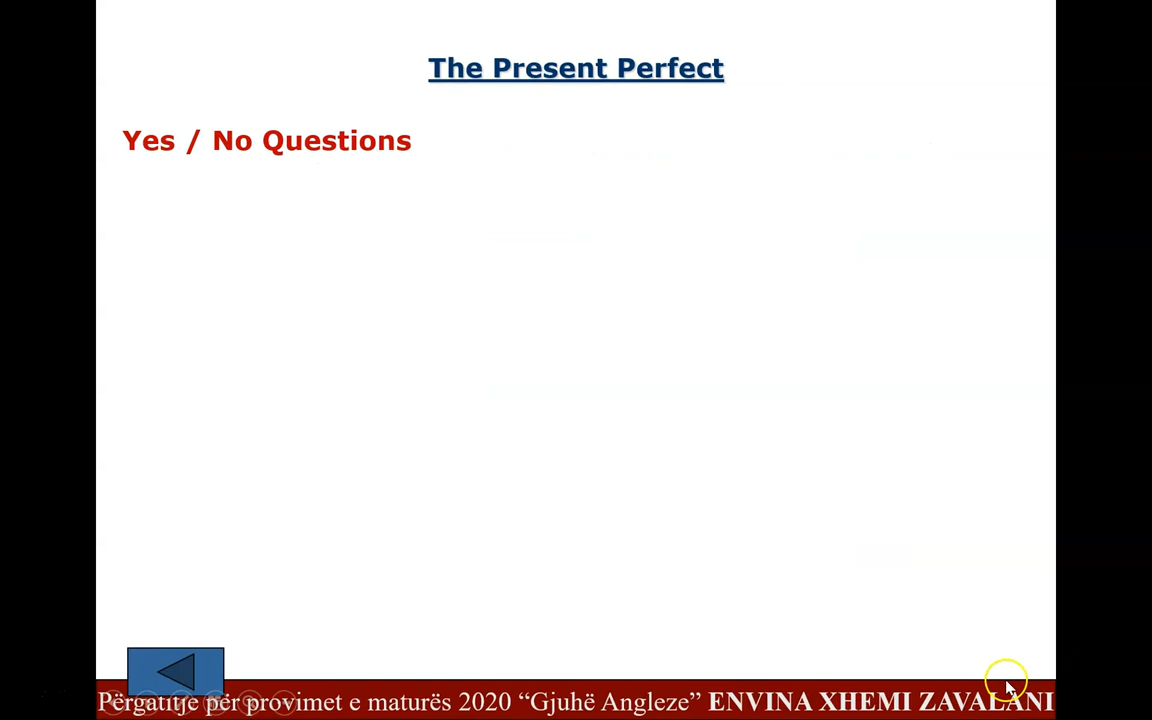 The Present Perfect
Yes / No Questions
Përgatitje për provimet e maturës 2020 “Gjuhë Angleze” ENVINA XHEMI ZAVALANI